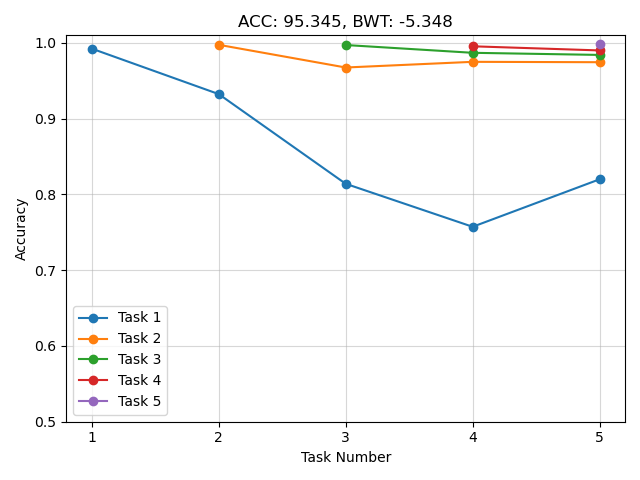 ACC: 95.345, BWT: -5.348
1.0
0.9
0.8
0.7
0.6
0.5
Accuracy
Task 1
Task 2
Task 3
Task 4
Task 5
1 2 3 4 5
Task Number